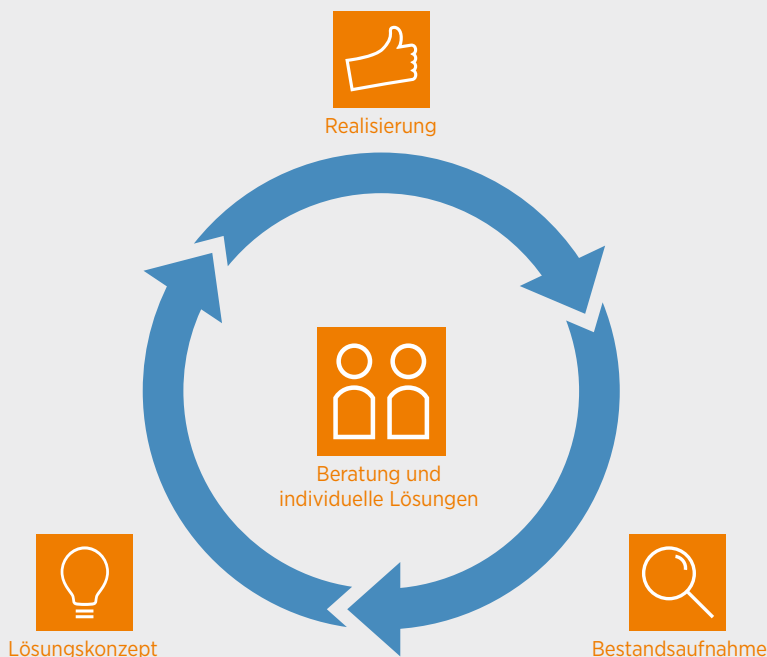 Realisierung
Beratung und
individuelle Lösungen
Lösungskonzept
Bestandsaufnahme